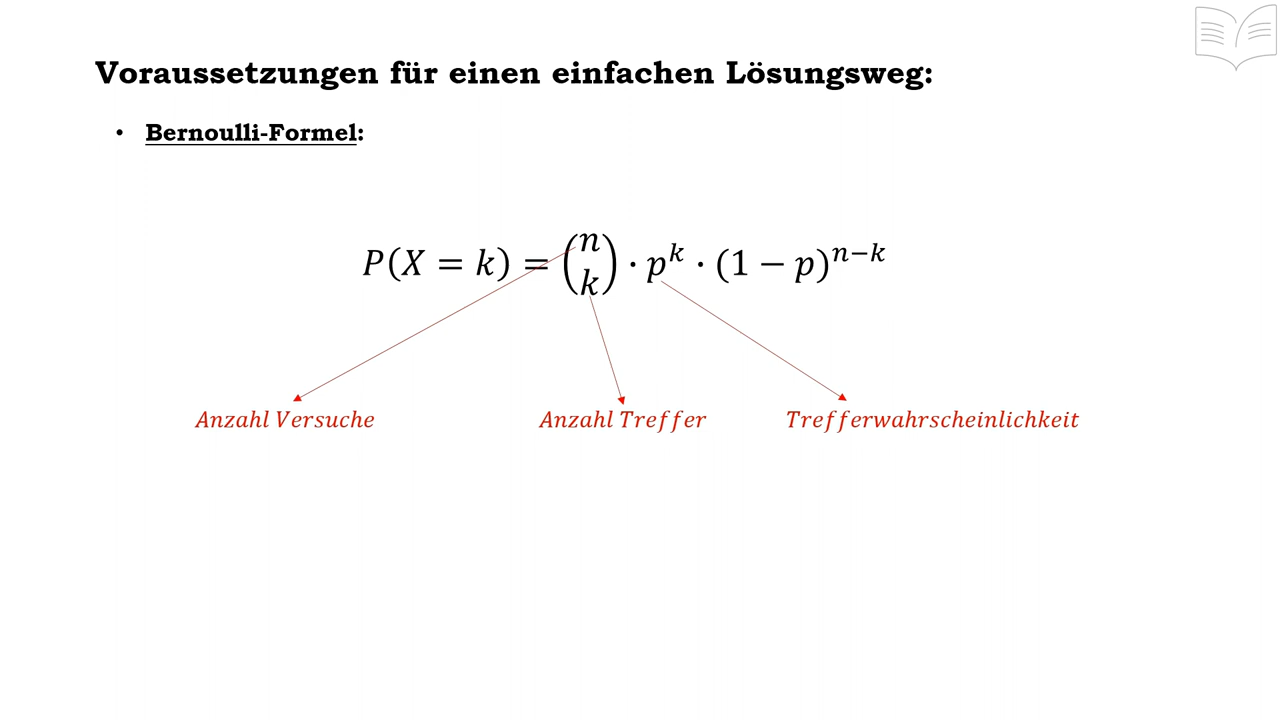 Voraussetzungen für einen einfachen Lösungsweg:
• Bernoulli-Formel:
P(X = k) = (n k) · p^k · (1 − p)^{n−k}
Anzahl Versuche Anzahl Treffer Trefferwahrscheinlichkeit